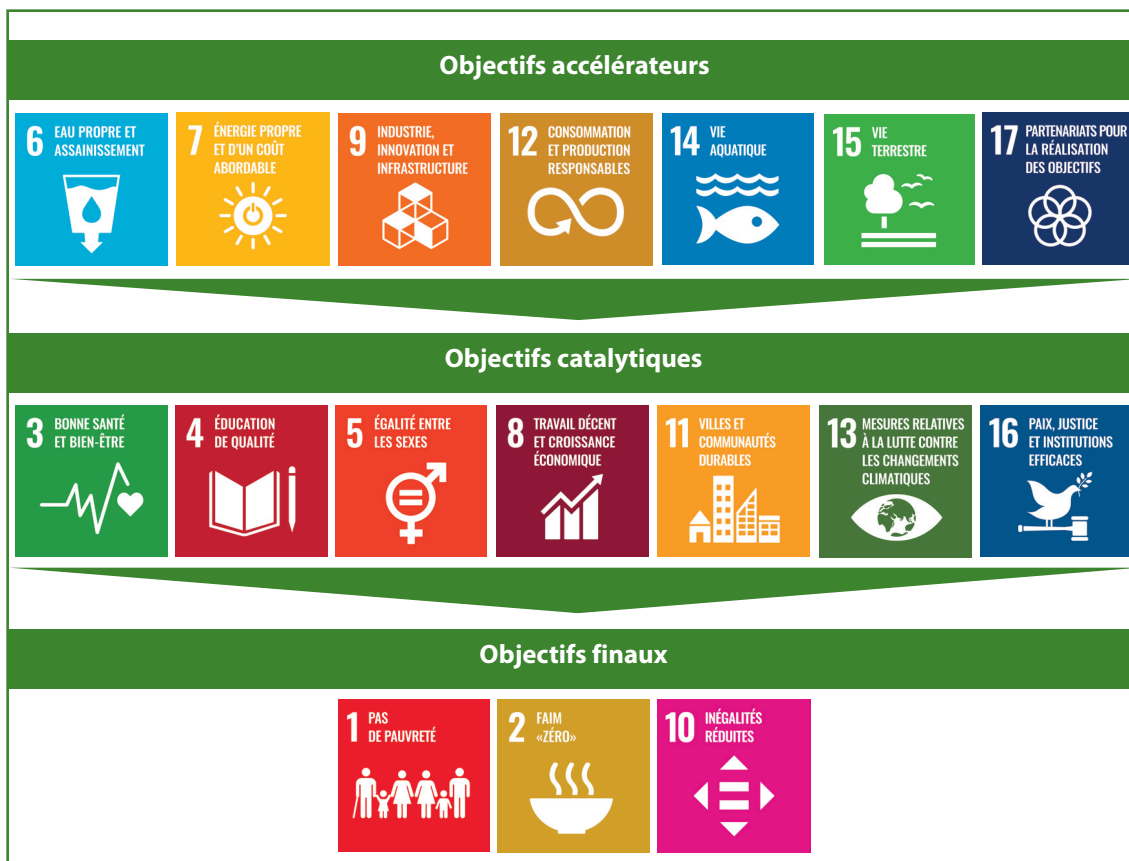 Objectifs accélérateurs
6 EAU PROPRE ET
ASSAINISSEMENT
7 ÉNERGIE PROPRE
ET D'UN COÛT
ABORDABLE
9 INDUSTRIE,
INNOVATION ET
INFRASTRUCTURE
12 CONSOMMATION
ET PRODUCTION
RESPONSABLES
14 VIE
AQUATIQUE
15 VIE
TERRESTRE
17 PARTENARIATS POUR
LA RÉALISATION
DES OBJECTIFS
Objectifs catalytiques
3 BONNE SANTÉ
ET BIEN-ÊTRE
4 ÉDUCATION
DE QUALITÉ
5 ÉGALITÉ ENTRE
LES SEXES
8 TRAVAIL DÉCENT
ET CROISSANCE
ÉCONOMIQUE
11 VILLES ET
COMMUNAUTÉS
DURABLES
13 MESURES RELATIVES
À LA LUTTE CONTRE
LES CHANGEMENTS
CLIMATIQUES
16 PAIX, JUSTICE
ET INSTITUTIONS
EFFICACES
Objectifs finaux
1 PAS
DE PAUVRETÉ
2 FAIM
«ZÉRO»
10 INÉGALITÉS
RÉDUITES